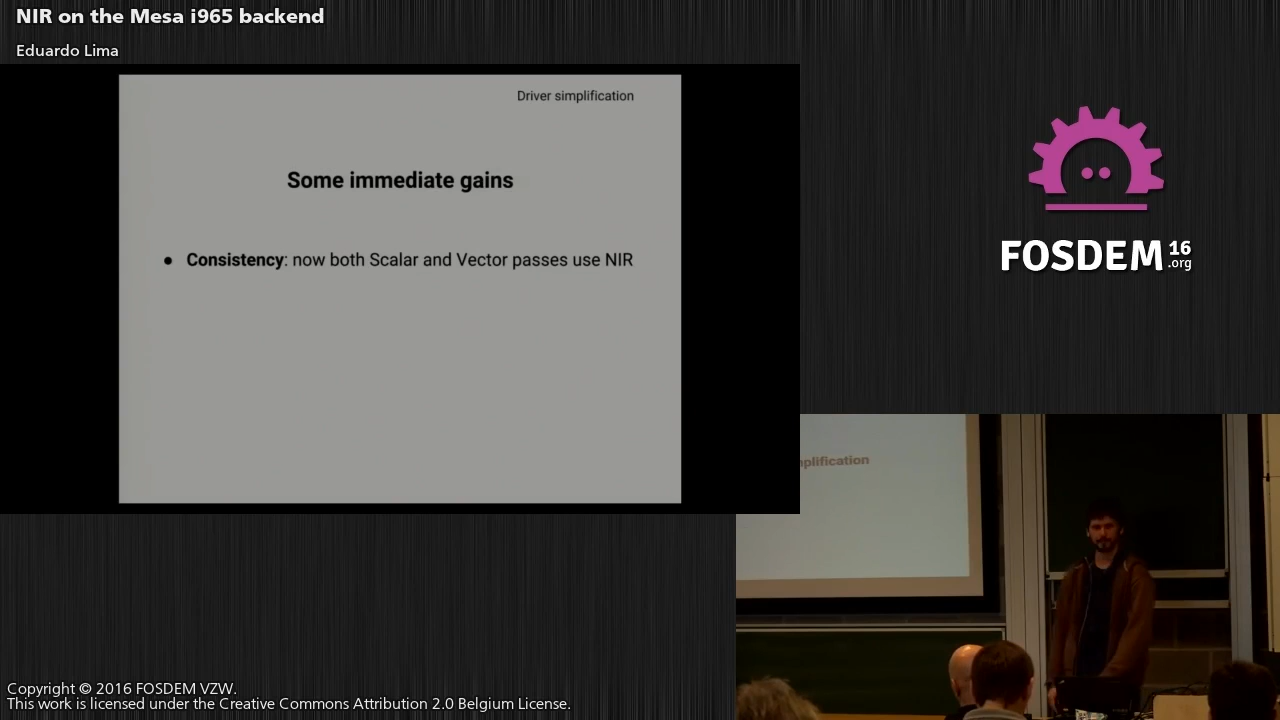 NIR on the Mesa i965 backend
Eduardo Lima
Driver simplification
Some immediate gains
● Consistency: now both Scalar and Vector passes use NIR
FOSDEM 16 .org
plification
Copyright © 2016 FOSDEM VZW.
This work is licensed under the Creative Commons Attribution 2.0 Belgium License.